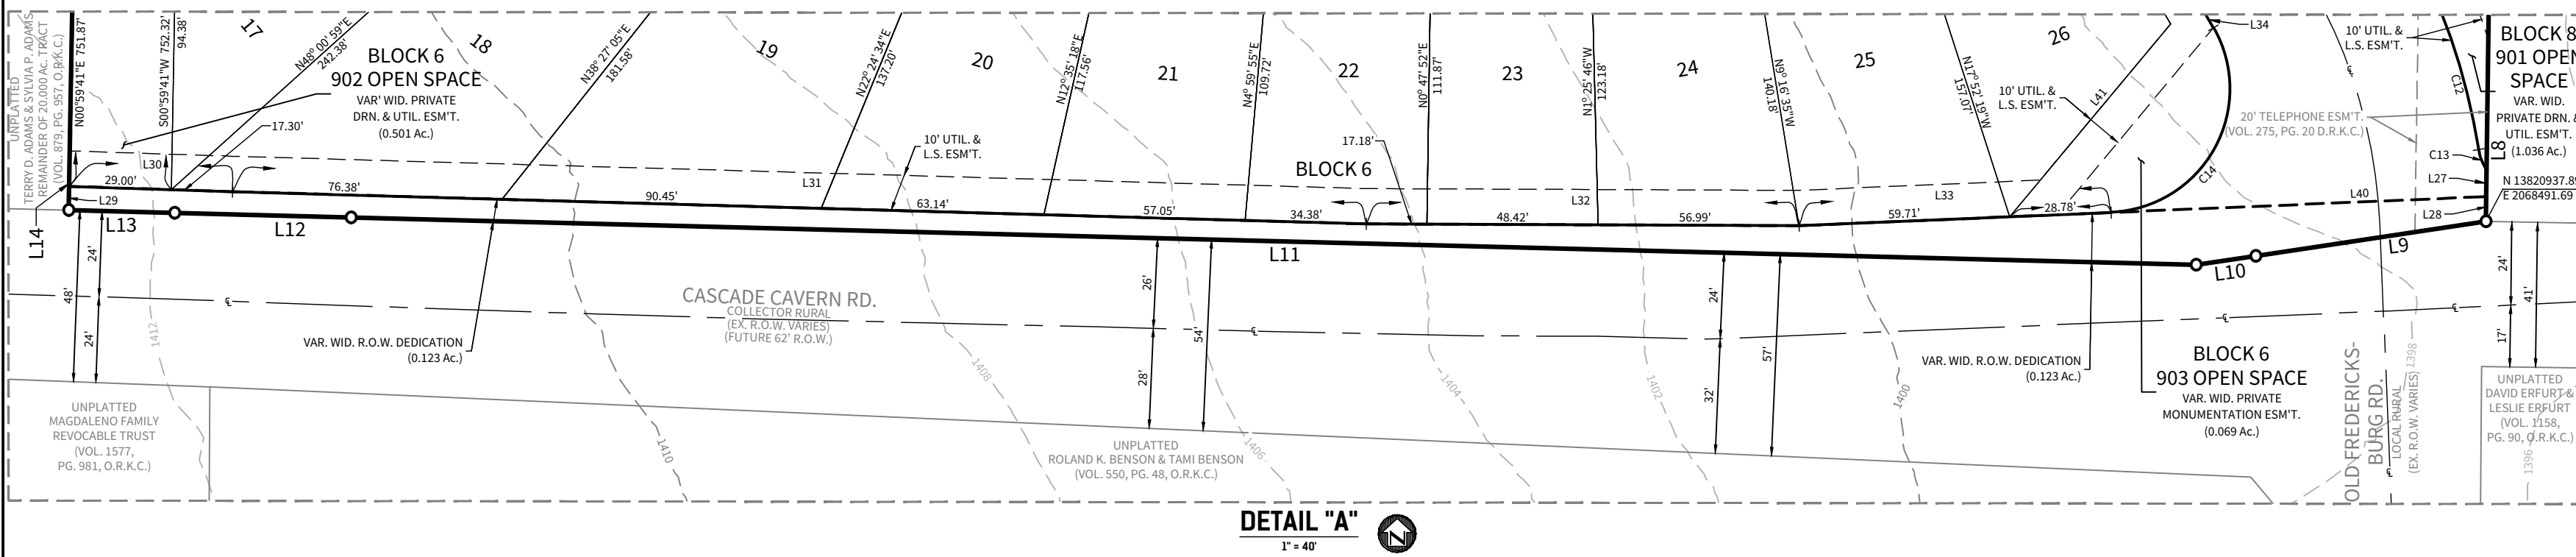 UNPLATTED
TERRY D. ADAMS & SYLVIA P. ADAMS
REMAINDER OF 20.000 Ac. TRACT
(VOL. 879, PG. 957, O.R.K.C.)
N00°59'41"E 751.87'
S00°59'41"W 752.32'
94.38'
17
N48° 00' 59"E
242.38'
BLOCK 6
902 OPEN SPACE
VAR' WID. PRIVATE
DRN. & UTIL. ESM'T.
(0.501 Ac.)
17.30'
18
N38° 27' 05"E
181.58'
19
N22° 24' 34"E
137.20'
20
N12° 35' 18"E
117.56'
21
N4° 59' 55"E
109.72'
22
N0° 47' 52"E
111.87'
23
N1° 25' 46"W
123.18'
24
N9° 16' 35"W
140.18'
25
N17° 52' 19"W
157.07'
26
L41
L34
10' UTIL. &
L.S. ESM'T.
10' UTIL. &
L.S. ESM'T.
C12
BLOCK 8
901 OPEN
SPACE
VAR. WID.
PRIVATE DRN. &
UTIL. ESM'T.
(1.036 Ac.)
20' TELEPHONE ESM'T.
(VOL. 275, PG. 20 D.R.K.C.)
10' UTIL. &
L.S. ESM'T.
17.18'
BLOCK 6
L30
29.00'
76.38'
90.45'
L31
63.14'
57.05'
34.38'
48.42'
L32
56.99'
59.71'
L33
28.78'
C14
L40
C13
L27
L28
L8
N 13820937.89
E 2068491.69
L29
L14
L13
L12
L11
L10
L9
24'
48'
24'
26'
54'
28'
24'
57'
32'
24'
41'
17'
℄
℄
℄
℄
℄
℄
CASCADE CAVERN RD.
COLLECTOR RURAL
(EX. R.O.W. VARIES)
(FUTURE 62' R.O.W.)
VAR. WID. R.O.W. DEDICATION
(0.123 Ac.)
VAR. WID. R.O.W. DEDICATION
(0.123 Ac.)
BLOCK 6
903 OPEN SPACE
VAR. WID. PRIVATE
MONUMENTATION ESM'T.
(0.069 Ac.)
OLD FREDERICKS-
BURG RD.
LOCAL RURAL
(EX. R.O.W. VARIES)
1412
1410
1408
1406
1404
1402
1400
1398
1396
UNPLATTED
MAGDALENO FAMILY
REVOCABLE TRUST
(VOL. 1577,
PG. 981, O.R.K.C.)
UNPLATTED
ROLAND K. BENSON & TAMI BENSON
(VOL. 550, PG. 48, O.R.K.C.)
UNPLATTED
DAVID ERFURT &
LESLIE ERFURT
(VOL. 1158,
PG. 90, O.R.K.C.)
DETAIL "A"
1" = 40'
N